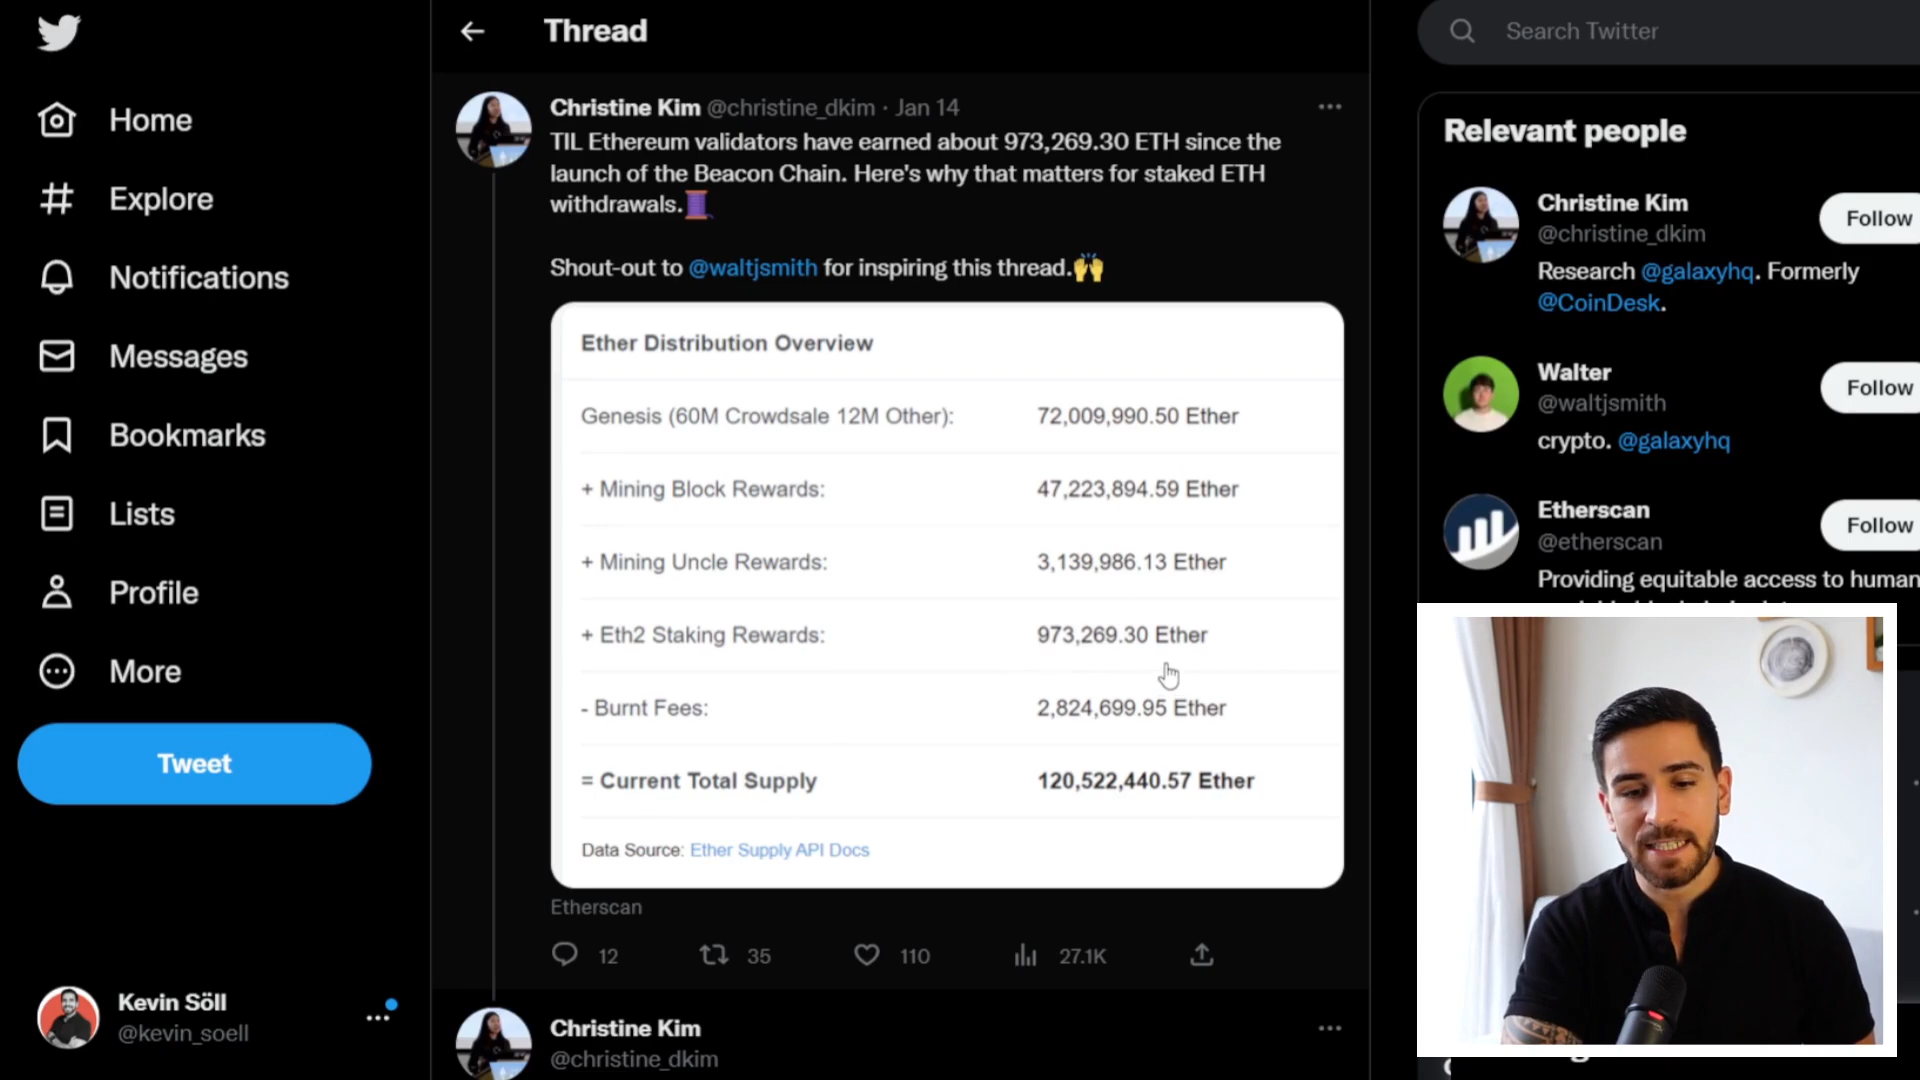 Thread
Search Twitter
Home
Explore
Notifications
Messages
Bookmarks
Lists
Profile
More
Tweet
Kevin Söll
@kevin_soell
Christine Kim @christine_dkim · Jan 14
TIL Ethereum validators have earned about 973,269.30 ETH since the
launch of the Beacon Chain. Here's why that matters for staked ETH
withdrawals.
Shout-out to @waltjsmith for inspiring this thread.
Ether Distribution Overview
Genesis (60M Crowdsale 12M Other): 72,009,990.50 Ether
+ Mining Block Rewards: 47,223,894.59 Ether
+ Mining Uncle Rewards: 3,139,986.13 Ether
+ Eth2 Staking Rewards: 973,269.30 Ether
- Burnt Fees: 2,824,699.95 Ether
= Current Total Supply 120,522,440.57 Ether
Data Source: Ether Supply API Docs
Etherscan
12 35 110 27.1K
Christine Kim
@christine_dkim
Relevant people
Christine Kim
@christine_dkim
Follow
Research @galaxyhq. Formerly
@CoinDesk.
Walter
@waltjsmith
Follow
crypto. @galaxyhq
Etherscan
@etherscan
Follow
Providing equitable access to human